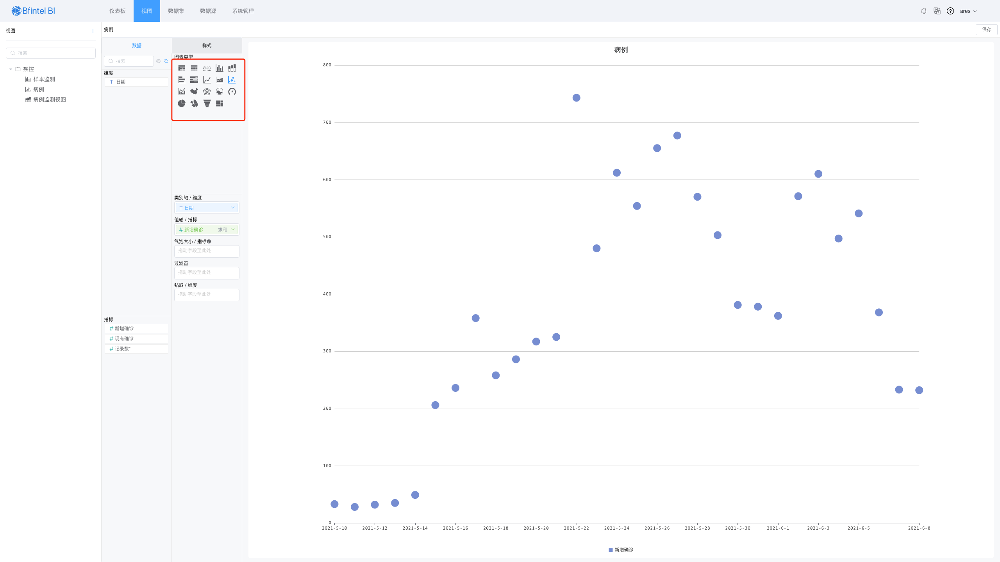 Bfintel BI
仪表板
视图
数据集
数据源
系统管理
ares
视图
搜索
疾控
样本监测
病例
病例监测视图
病例
保存
数据
样式
搜索
维度
T 日期
指标
# 新增确诊
# 现有确诊
# 记录数*
图表类型
abc
类别轴 / 维度
T 日期
值轴 / 指标
# 新增确诊 求和
气泡大小 / 指标
拖动字段至此处
过滤器
拖动字段至此处
钻取 / 维度
拖动字段至此处
病例
800
700
600
500
400
300
200
100
0
2021-5-10 2021-5-12 2021-5-14 2021-5-16 2021-5-18 2021-5-20 2021-5-22 2021-5-24 2021-5-26 2021-5-28 2021-5-30 2021-6-1 2021-6-3 2021-6-5 2021-6-8
新增确诊